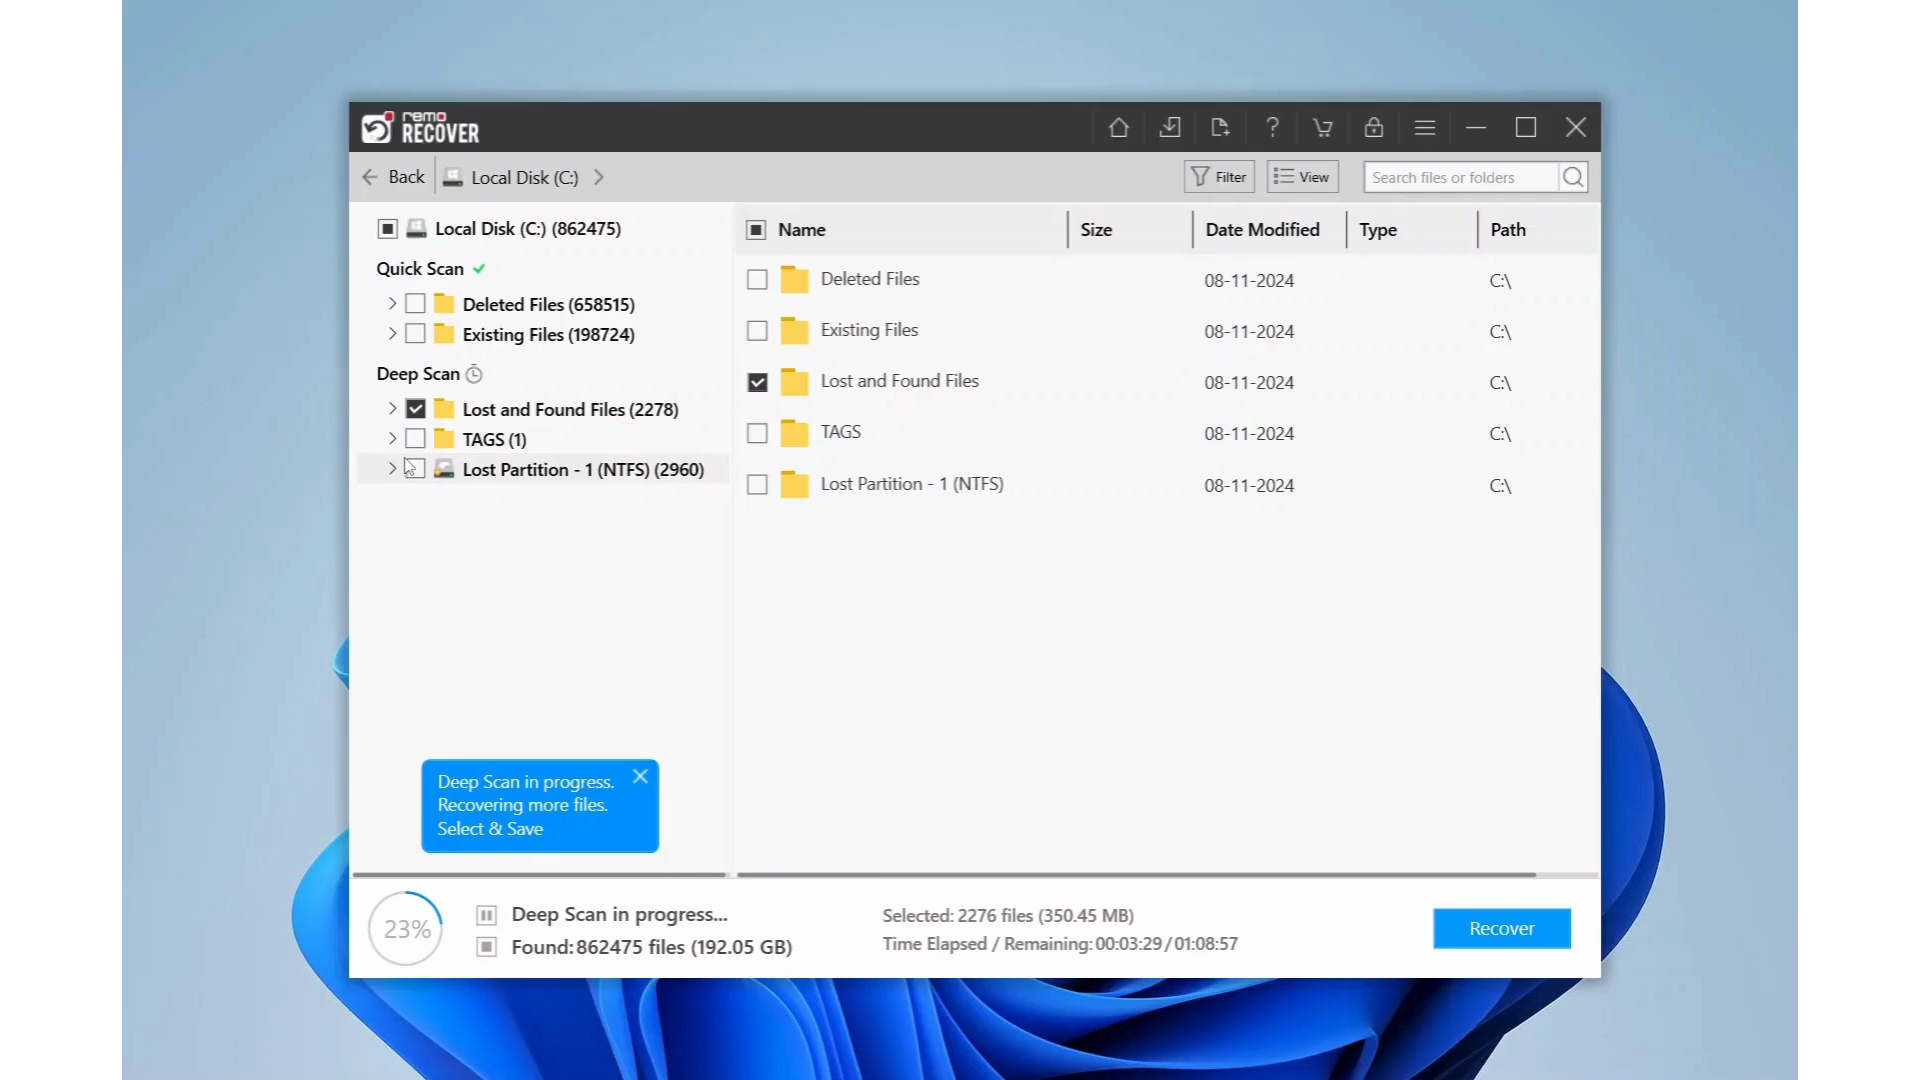 remo
RECOVER
Back
Local Disk (C:)
Filter
View
Search files or folders
Local Disk (C:) (862475)
Quick Scan
Deleted Files (658515)
Existing Files (198724)
Deep Scan
Lost and Found Files (2278)
TAGS (1)
Lost Partition - 1 (NTFS) (2960)
Name Size Date Modified Type Path
Deleted Files 08-11-2024 C:\
Existing Files 08-11-2024 C:\
Lost and Found Files 08-11-2024 C:\
TAGS 08-11-2024 C:\
Lost Partition - 1 (NTFS) 08-11-2024 C:\
Deep Scan in progress.
Recovering more files.
Select & Save
23%
Deep Scan in progress...
Found: 862475 files (192.05 GB)
Selected: 2276 files (350.45 MB)
Time Elapsed / Remaining: 00:03:29 / 01:08:57
Recover